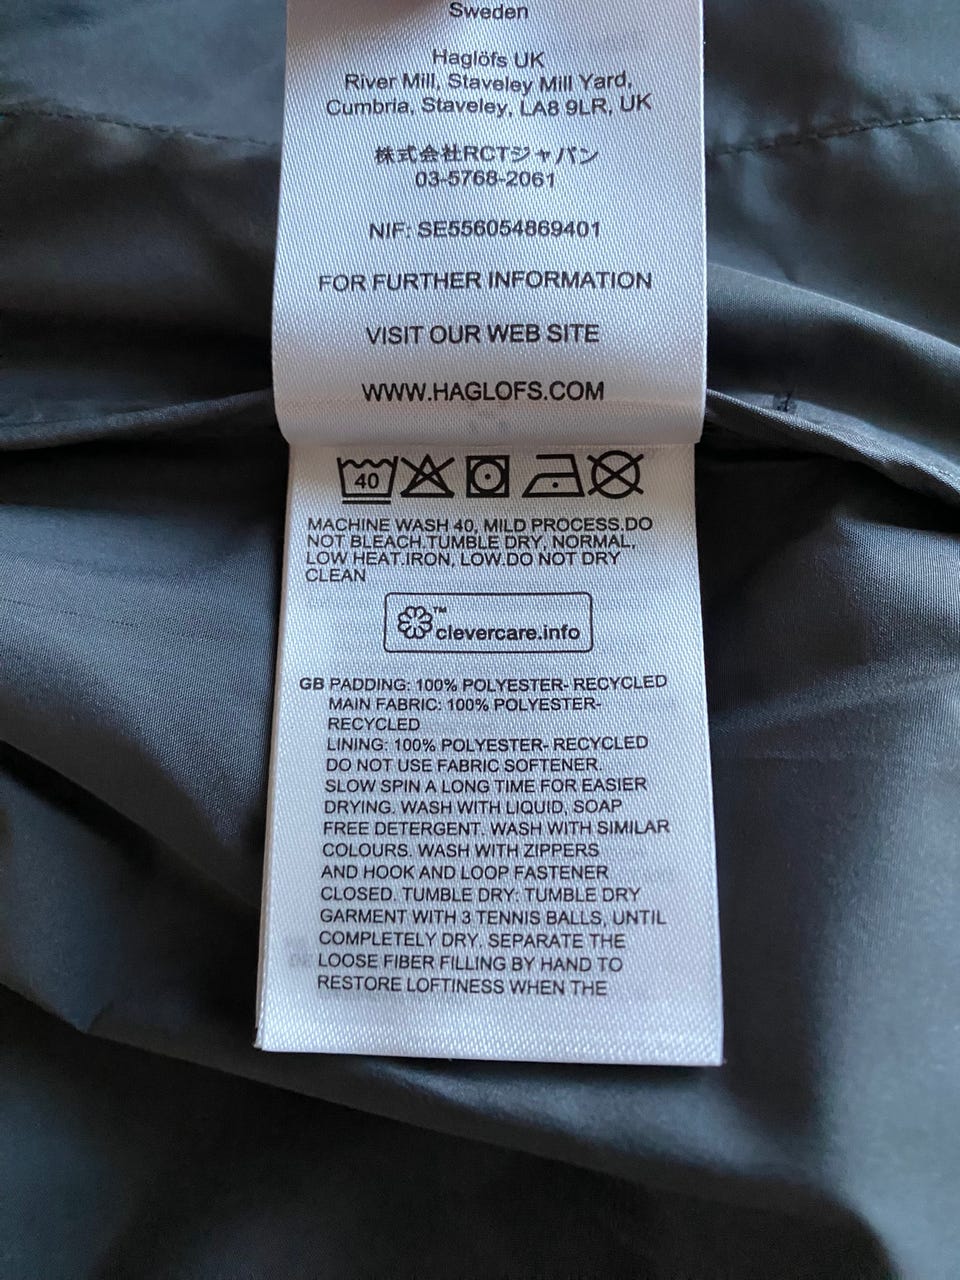 Sweden
Haglöfs UK
River Mill, Staveley Mill Yard,
Cumbria, Staveley, LA8 9LR, UK
株式会社RCTジャパン
03-5768-2061
NIF: SE556054869401
FOR FURTHER INFORMATION
VISIT OUR WEB SITE
WWW.HAGLOFS.COM
40
MACHINE WASH 40, MILD PROCESS.DO
NOT BLEACH.TUMBLE DRY, NORMAL,
LOW HEAT.IRON, LOW.DO NOT DRY
CLEAN
™
clevercare.info
GB PADDING: 100% POLYESTER- RECYCLED
MAIN FABRIC: 100% POLYESTER-
RECYCLED
LINING: 100% POLYESTER- RECYCLED
DO NOT USE FABRIC SOFTENER.
SLOW SPIN A LONG TIME FOR EASIER
DRYING. WASH WITH LIQUID, SOAP
FREE DETERGENT. WASH WITH SIMILAR
COLOURS. WASH WITH ZIPPERS
AND HOOK AND LOOP FASTENER
CLOSED. TUMBLE DRY: TUMBLE DRY
GARMENT WITH 3 TENNIS BALLS, UNTIL
COMPLETELY DRY. SEPARATE THE
LOOSE FIBER FILLING BY HAND TO
RESTORE LOFTINESS WHEN THE